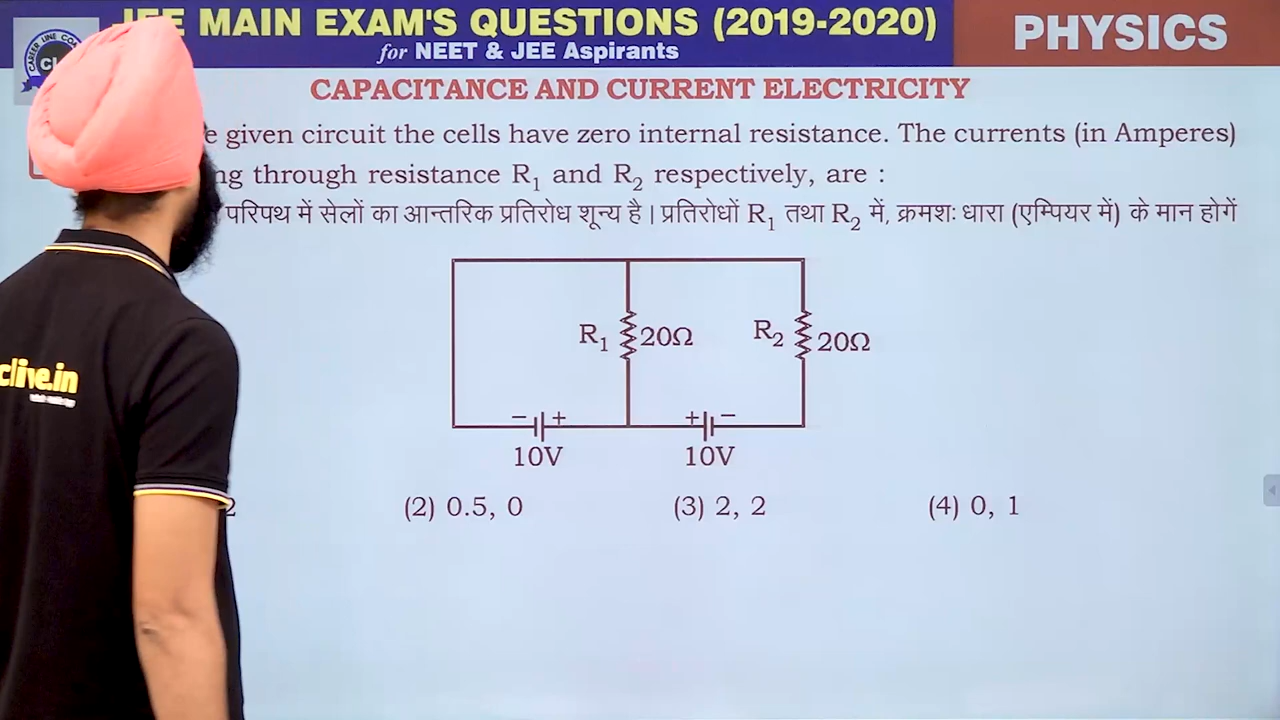 JEE MAIN EXAM'S QUESTIONS (2019-2020)
for NEET & JEE Aspirants
PHYSICS
CAPACITANCE AND CURRENT ELECTRICITY
given circuit the cells have zero internal resistance. The currents (in Amperes)
through resistance R₁ and R₂ respectively, are :
परिपथ में सेलों का आन्तरिक प्रतिरोध शून्य है। प्रतिरोधों R₁ तथा R₂ में, क्रमशः धारा (एम्पियर में) के मान होगें
R₁ 20Ω R₂ 20Ω
− + + −
10V 10V
2 (2) 0.5, 0 (3) 2, 2 (4) 0, 1
clive.in